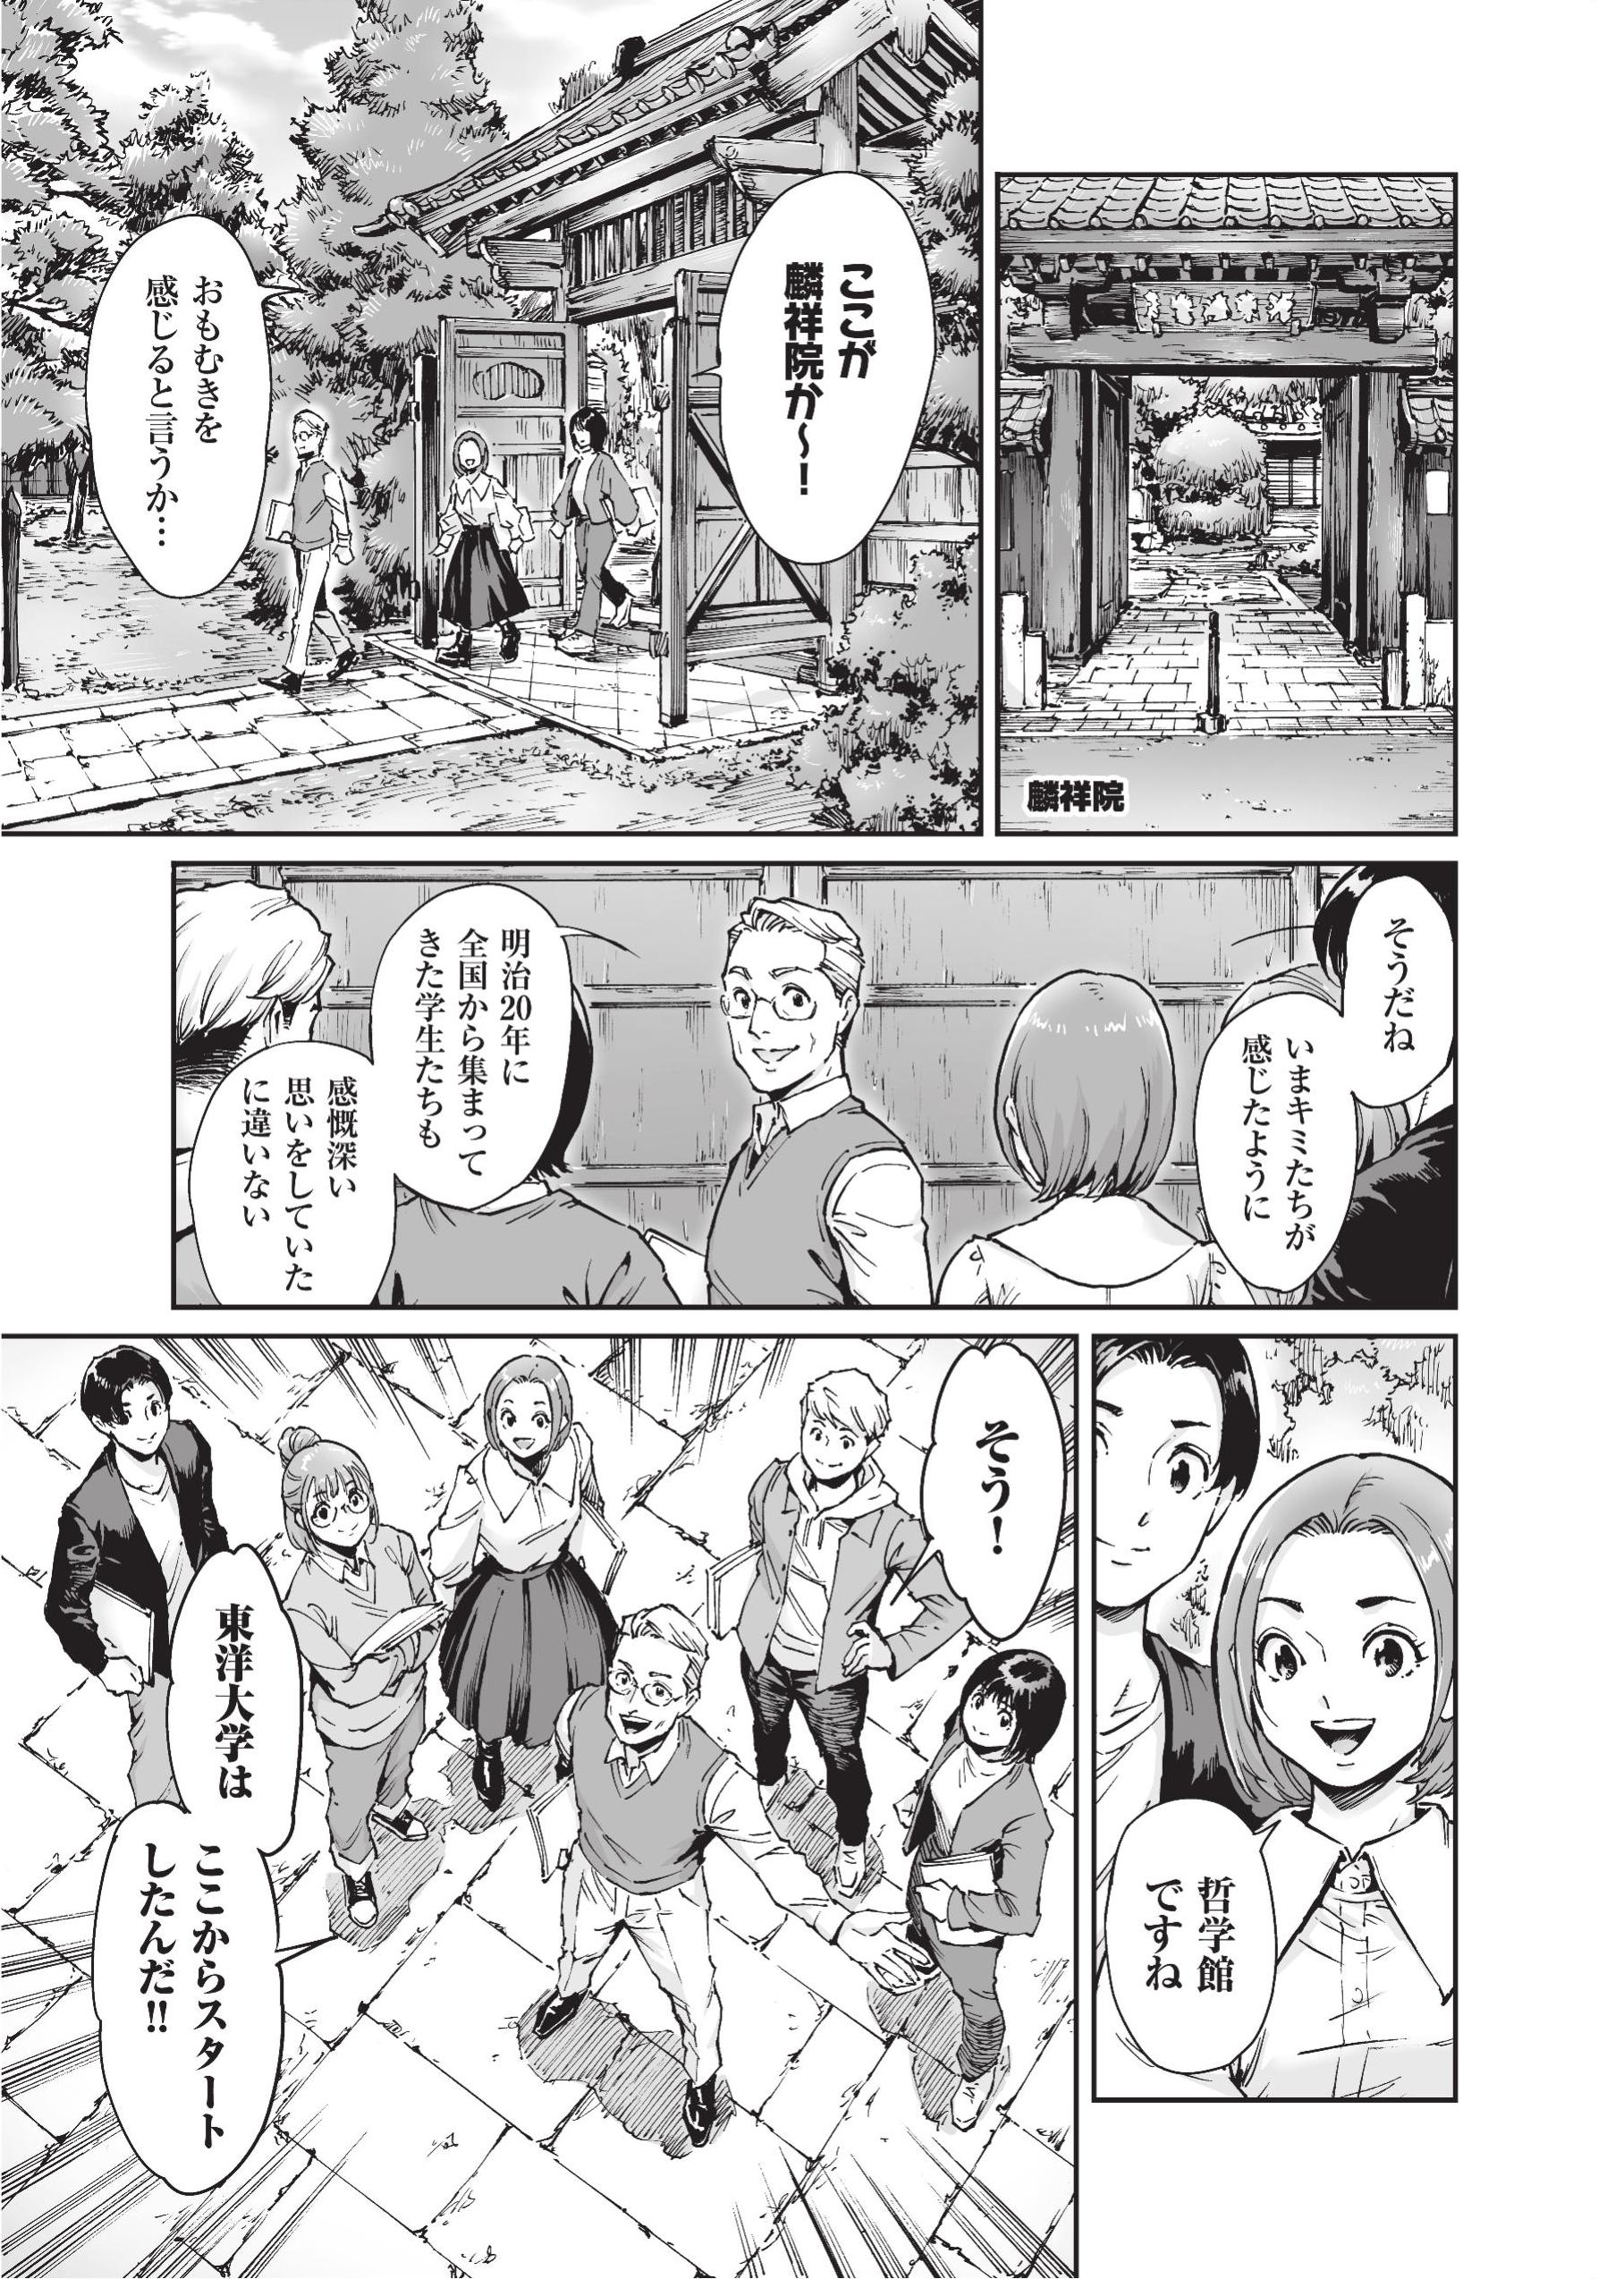 麟祥院
ここが
麟祥院か～！
おもむきを
感じると言うか…
そうだね
いまキミたちが
感じたように
明治20年に
全国から集まって
きた学生たちも
感慨深い
思いをしていた
に違いない
哲学館
ですね
そう！
東洋大学は
ここからスタート
したんだ!!